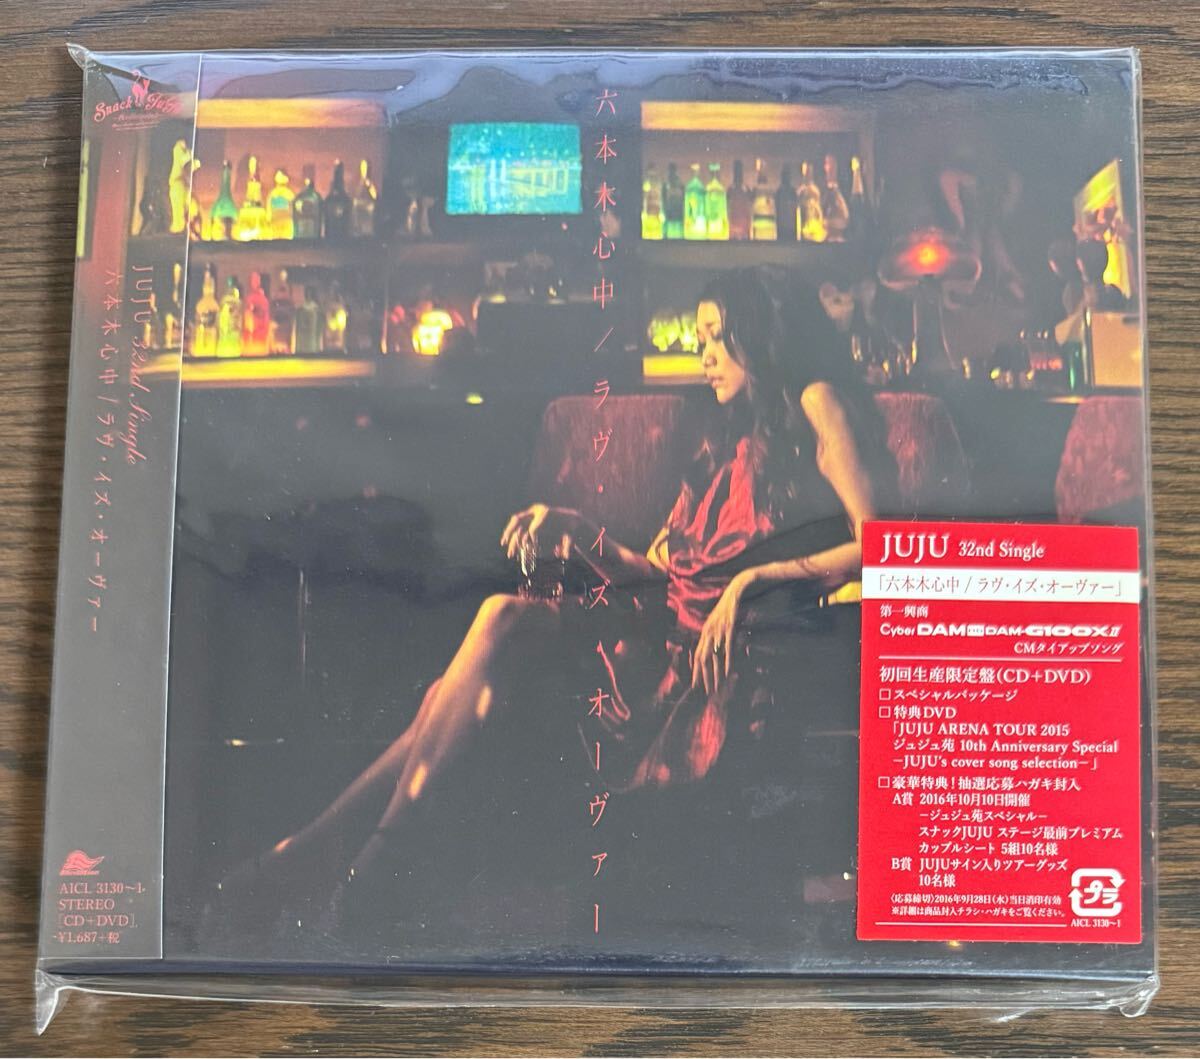 Snack JuJu
JUJU 32nd Single
六本木心中 / ラヴ・イズ・オーヴァー
AICL 3130～1
STEREO
[CD+DVD]
¥1,687+税
六本木心中/ラヴ・イズ・オーヴァー
JUJU 32nd Single
「六本木心中 / ラヴ・イズ・オーヴァー」
第一興商
Cyber DAM DAM-G100XⅡ
CMタイアップソング
初回生産限定盤(CD+DVD)
□スペシャルパッケージ
□特典DVD
「JUJU ARENA TOUR 2015
ジュジュ苑 10th Anniversary Special
−JUJU's cover song selection−」
□豪華特典!抽選応募ハガキ封入
A賞 2016年10月10日開催
−ジュジュ苑スペシャル−
スナックJUJU ステージ最前プレミアム
カップルシート 5組10名様
B賞 JUJUサイン入りツアーグッズ
10名様
〈応募締切〉2016年9月28日(水)当日消印有効
※詳細は商品封入チラシ・ハガキをご覧ください。
プラ
AICL 3130～1